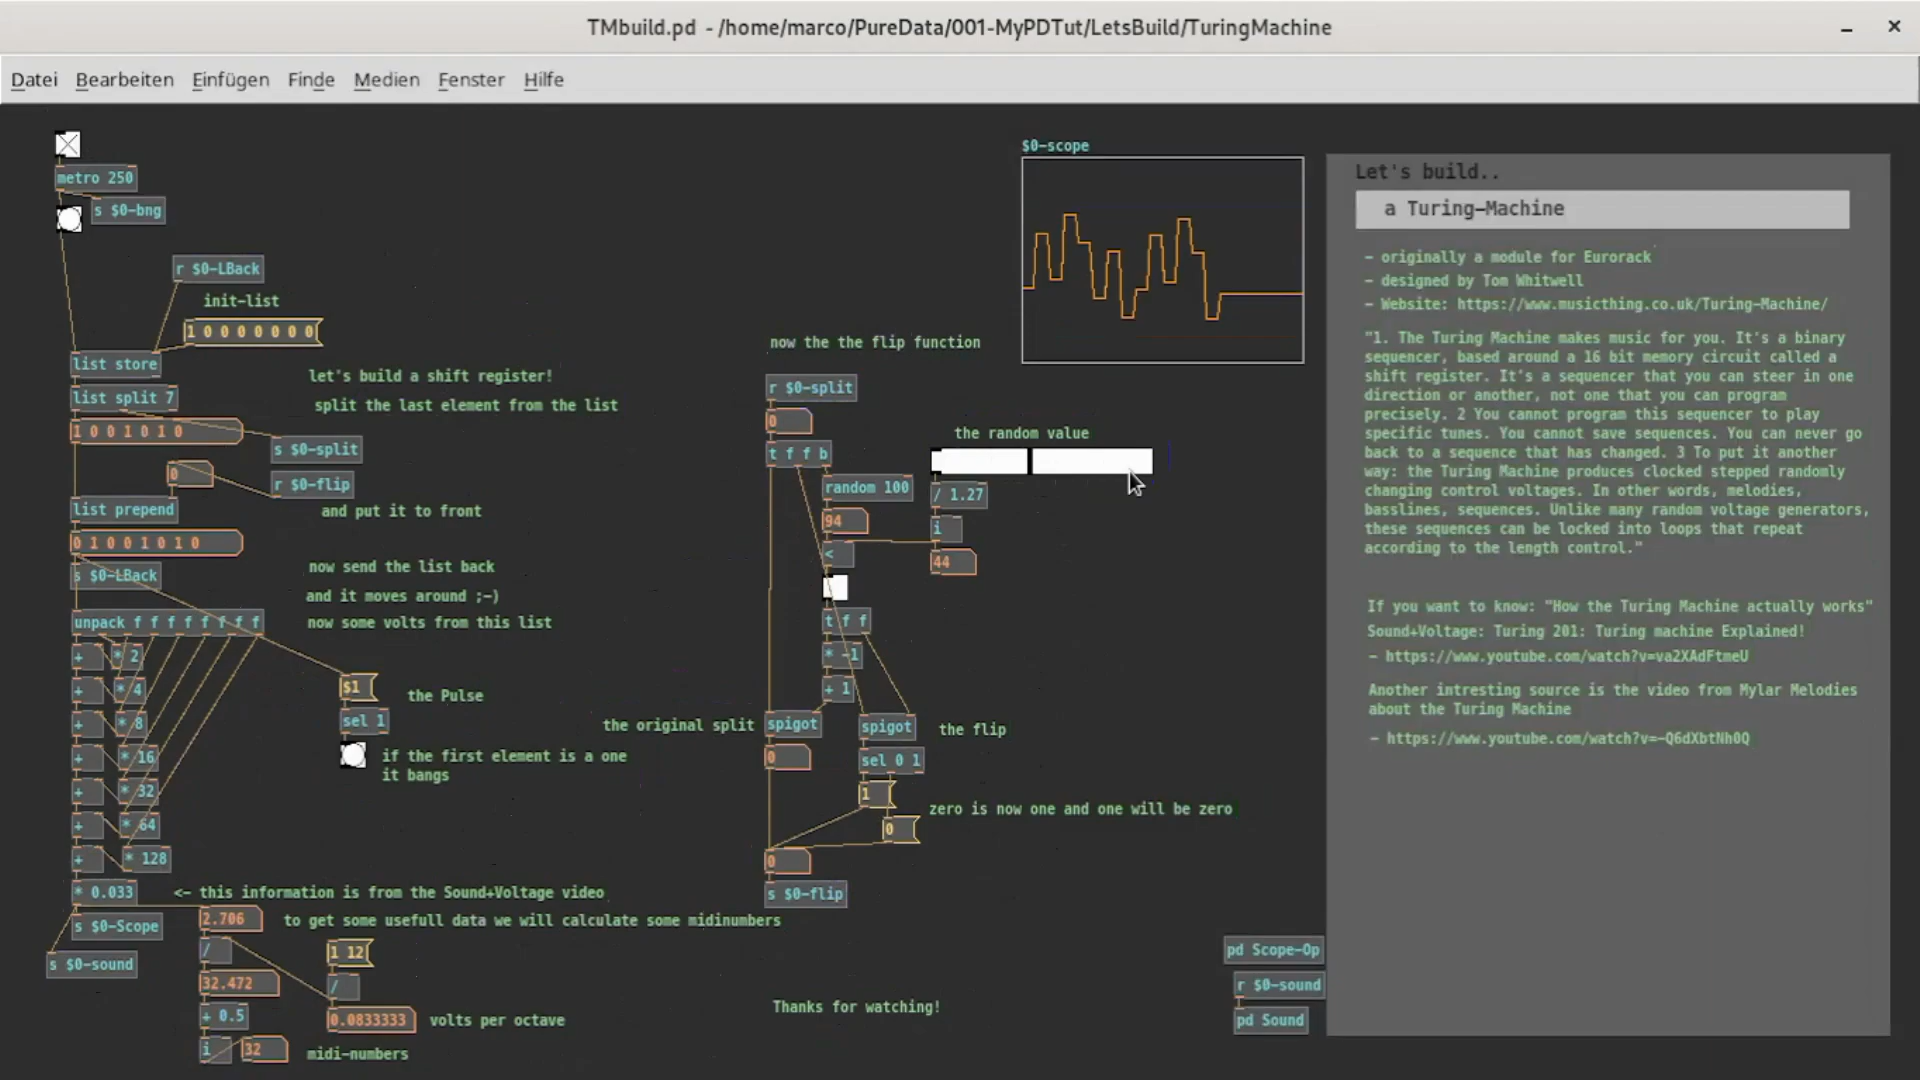 TMbuild.pd - /home/marco/PureData/001-MyPDTut/LetsBuild/TuringMachine
Datei Bearbeiten Einfügen Finde Medien Fenster Hilfe
metro 250
s $0-bng
r $0-LBack
init-list
1 0 0 0 0 0 0 0
list store
let's build a shift register!
list split 7
split the last element from the list
1 0 0 1 0 1 0
s $0-split
0
r $0-flip
list prepend
and put it to front
0 1 0 0 1 0 1 0
now send the list back
s $0-LBack
and it moves around ;-)
unpack f f f f f f f f
now some volts from this list
+ * 2
+ * 4
+ * 8
+ * 16
+ * 32
+ * 64
+ * 128
$1
the Pulse
sel 1
if the first element is a one
it bangs
* 0.033
<- this information is from the Sound+Voltage video
s $0-Scope
2.706
to get some usefull data we will calculate some midinumbers
s $0-sound
/
1 12
32.472
/
+ 0.5
0.0833333
volts per octave
i
32
midi-numbers
now the the flip function
r $0-split
0
t f f b
the random value
random 100
/ 1.27
94
i
<
44
t f f
* -1
+ 1
the original split
spigot
spigot
the flip
0
sel 0 1
1
zero is now one and one will be zero
0
0
s $0-flip
Thanks for watching!
$0-scope
pd Scope-Op
r $0-sound
pd Sound
Let's build..
a Turing-Machine
- originally a module for Eurorack
- designed by Tom Whitwell
- Website: https://www.musicthing.co.uk/Turing-Machine/
"1. The Turing Machine makes music for you. It's a binary
sequencer, based around a 16 bit memory circuit called a
shift register. It's a sequencer that you can steer in one
direction or another, not one that you can program
precisely. 2 You cannot program this sequencer to play
specific tunes. You cannot save sequences. You can never go
back to a sequence that has changed. 3 To put it another
way: the Turing Machine produces clocked stepped randomly
changing control voltages. In other words, melodies,
basslines, sequences. Unlike many random voltage generators,
these sequences can be locked into loops that repeat
according to the length control."
If you want to know: "How the Turing Machine actually works"
Sound+Voltage: Turing 201: Turing machine Explained!
- https://www.youtube.com/watch?v=va2XAdFtmeU
Another intresting source is the video from Mylar Melodies
about the Turing Machine
- https://www.youtube.com/watch?v=-Q6dXbtNh0Q